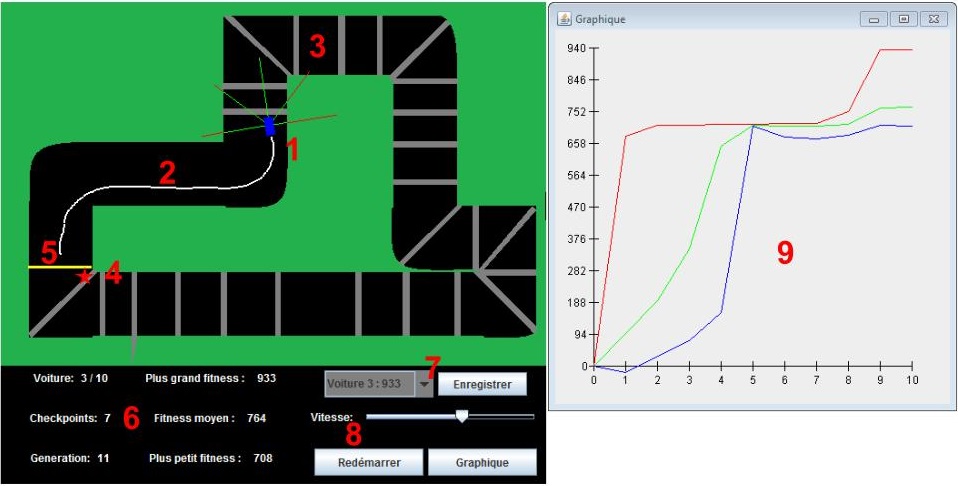 3
2
1
5
4
Voiture: 3 / 10 Plus grand fitness : 933
7
Voiture 3 : 933 Enregistrer
Checkpoints: 7 6 Fitness moyen : 764
Vitesse:
8
Generation: 11 Plus petit fitness : 708
Redémarrer Graphique
Graphique
940
846
752
658
564
470
376
282
188
94
0
9
0 1 2 3 4 5 6 7 8 9 10